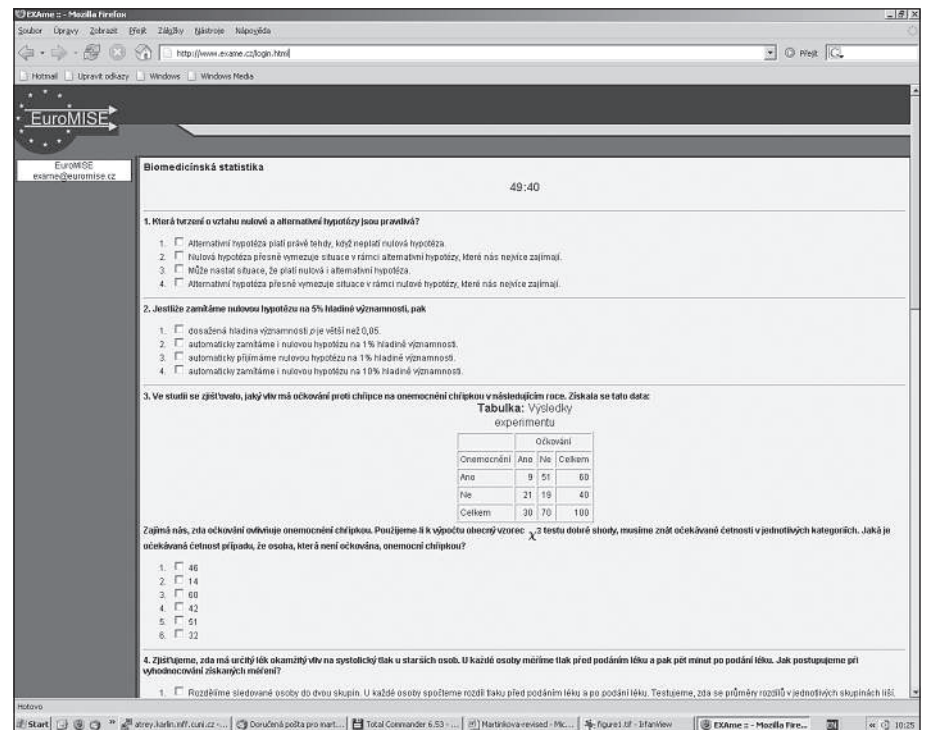 EXAme :: - Mozilla Firefox
Soubor Úpravy Zobrazit Přejít Záložky Nástroje Nápověda
http://www.exame.cz/login.html Přejít
Hotmail Upravit odkazy Windows Windows Media
EuroMISE
EuroMISE
exame@euromise.cz
Biomedicínská statistika
49:40
1. Která tvrzení o vztahu nulové a alternativní hypotézy jsou pravdivá?
1. Alternativní hypotéza platí právě tehdy, když neplatí nulová hypotéza.
2. Nulová hypotéza přesně vymezuje situace v rámci alternativní hypotézy, které nás nejvíce zajímají.
3. Může nastat situace, že platí nulová i alternativní hypotéza.
4. Alternativní hypotéza přesně vymezuje situace v rámci nulové hypotézy, které nás nejvíce zajímají.
2. Jestliže zamítáme nulovou hypotézu na 5% hladině významnosti, pak
1. dosažená hladina významnosti p je větší než 0,05.
2. automaticky zamítáme i nulovou hypotézu na 1% hladině významnosti.
3. automaticky přijímáme nulovou hypotézu na 1% hladině významnosti.
4. automaticky zamítáme i nulovou hypotézu na 10% hladině významnosti.
3. Ve studii se zjišťovalo, jaký vliv má očkování proti chřipce na onemocnění chřipkou v následujícím roce. Získala se tato data:
Tabulka: Výsledky
experimentu
Očkování
Onemocnění Ano Ne Celkem
Ano 9 51 60
Ne 21 19 40
Celkem 30 70 100
Zajímá nás, zda očkování ovlivňuje onemocnění chřipkou. Použijeme-li k výpočtu obecný vzorec χ2 testu dobré shody, musíme znát očekávané četnosti v jednotlivých kategoriích. Jaká je
očekávaná četnost případu, že osoba, která není očkována, onemocní chřipkou?
1. 46
2. 14
3. 60
4. 42
5. 51
6. 32
4. Zjišťujeme, zda má určitý lék okamžitý vliv na systolický tlak u starších osob. U každé osoby měříme tlak před podáním léku a pak pět minut po podání léku. Jak postupujeme při
vyhodnocování získaných měření?
1. Rozdělíme sledované osoby do dvou skupin. U každé osoby spočteme rozdíl tlaku před podáním léku a po podání léku. Testujeme, zda se průměry rozdílů v jednotlivých skupinách liší.
Hotovo
Start atrey.karlin.mff.cuni.cz -... Doručená pošta pro mart... Total Commander 6.53 - ... Martinkova-revised - Mic... figure1.tif - IrfanView EXAme :: - Mozilla Fire... 10:25